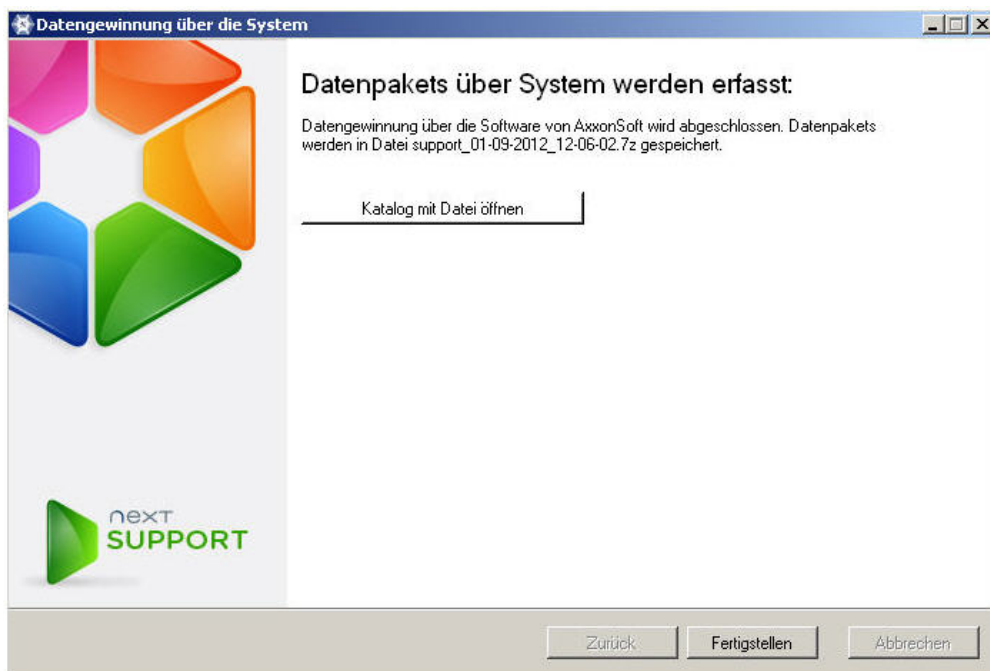 Datengewinnung über die System
Datenpakets über System werden erfasst:
Datengewinnung über die Software von AxxonSoft wird abgeschlossen. Datenpakets
werden in Datei support_01-09-2012_12-06-02.7z gespeichert.
Katalog mit Datei öffnen
next
SUPPORT
Zurück
Fertigstellen
Abbrechen